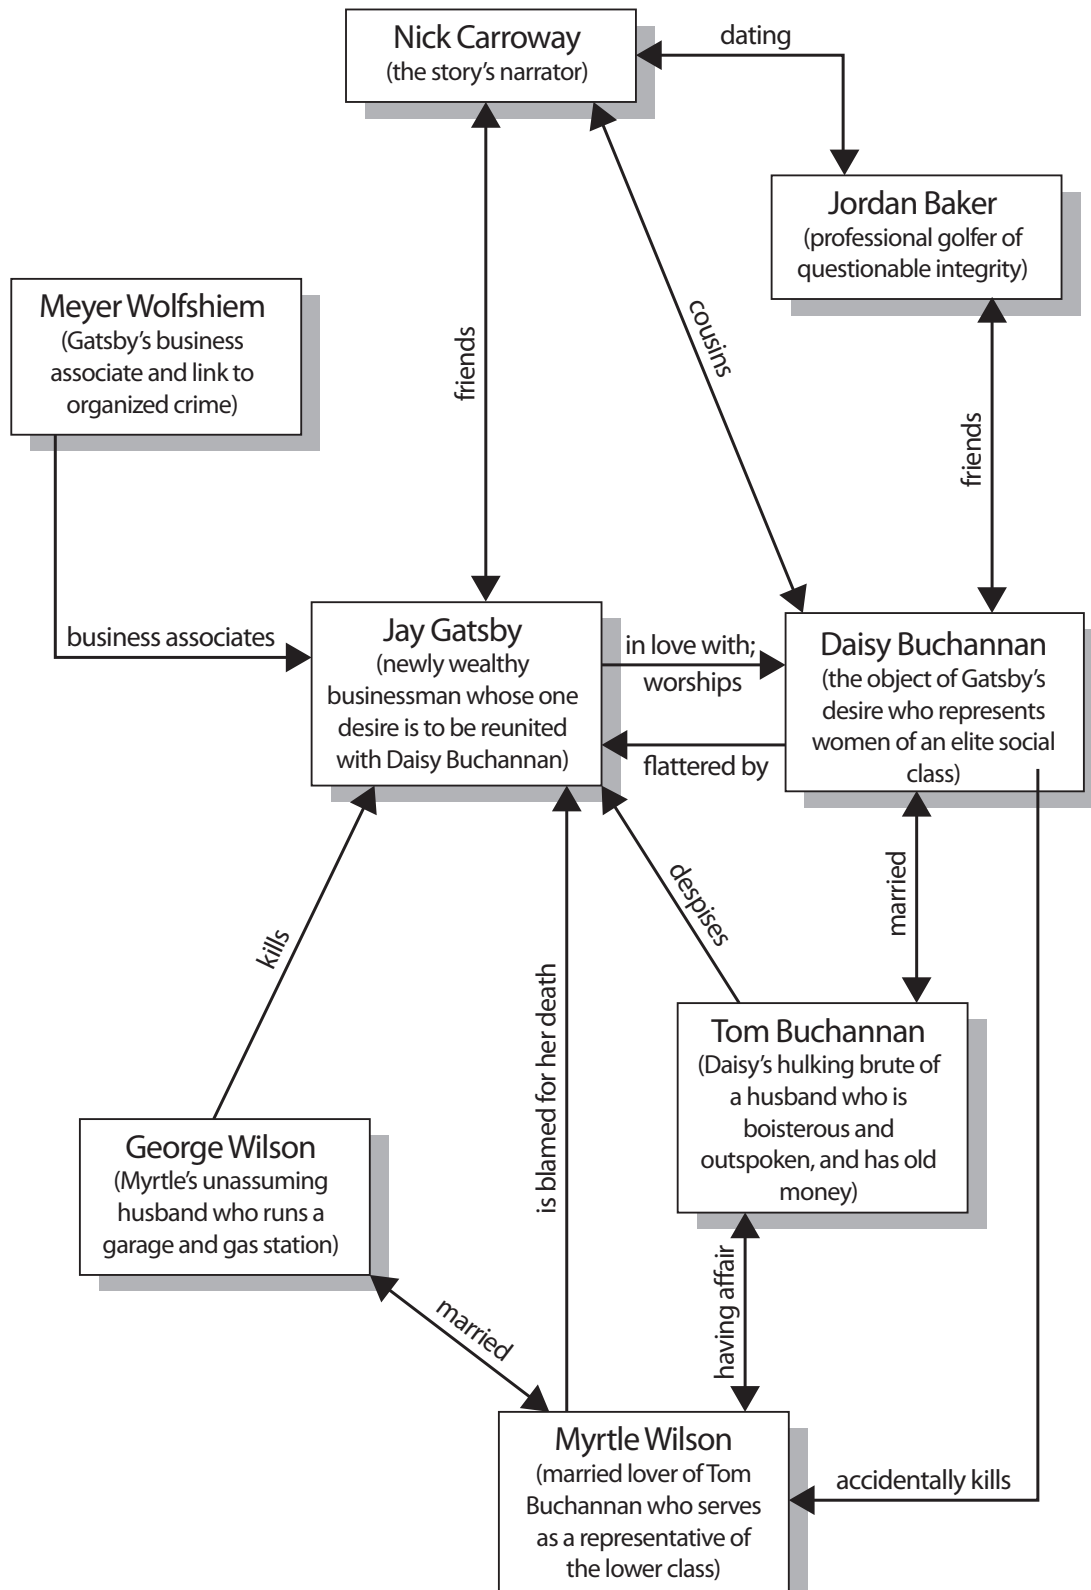 Nick Carroway
(the story’s narrator)
dating
Jordan Baker
(professional golfer of
questionable integrity)
Meyer Wolfshiem
(Gatsby’s business
associate and link to
organized crime)
friends
cousins
friends
business associates
Jay Gatsby
(newly wealthy
businessman whose one
desire is to be reunited
with Daisy Buchannan)
in love with;
worships
flattered by
Daisy Buchannan
(the object of Gatsby’s
desire who represents
women of an elite social
class)
kills
is blamed for her death
despises
married
Tom Buchannan
(Daisy’s hulking brute of
a husband who is
boisterous and
outspoken, and has old
money)
George Wilson
(Myrtle’s unassuming
husband who runs a
garage and gas station)
married
having affair
Myrtle Wilson
(married lover of Tom
Buchannan who serves
as a representative of
the lower class)
accidentally kills